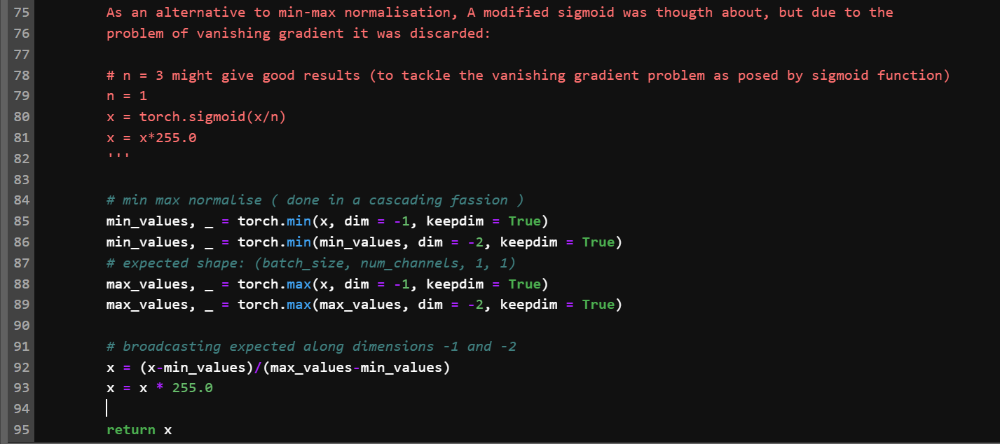 75 As an alternative to min-max normalisation, A modified sigmoid was thougth about, but due to the
76 problem of vanishing gradient it was discarded:
77
78 # n = 3 might give good results (to tackle the vanishing gradient problem as posed by sigmoid function)
79 n = 1
80 x = torch.sigmoid(x/n)
81 x = x*255.0
82 '''
83
84 # min max normalise ( done in a cascading fassion )
85 min_values, _ = torch.min(x, dim = -1, keepdim = True)
86 min_values, _ = torch.min(min_values, dim = -2, keepdim = True)
87 # expected shape: (batch_size, num_channels, 1, 1)
88 max_values, _ = torch.max(x, dim = -1, keepdim = True)
89 max_values, _ = torch.max(max_values, dim = -2, keepdim = True)
90
91 # broadcasting expected along dimensions -1 and -2
92 x = (x-min_values)/(max_values-min_values)
93 x = x * 255.0
94
95 return x